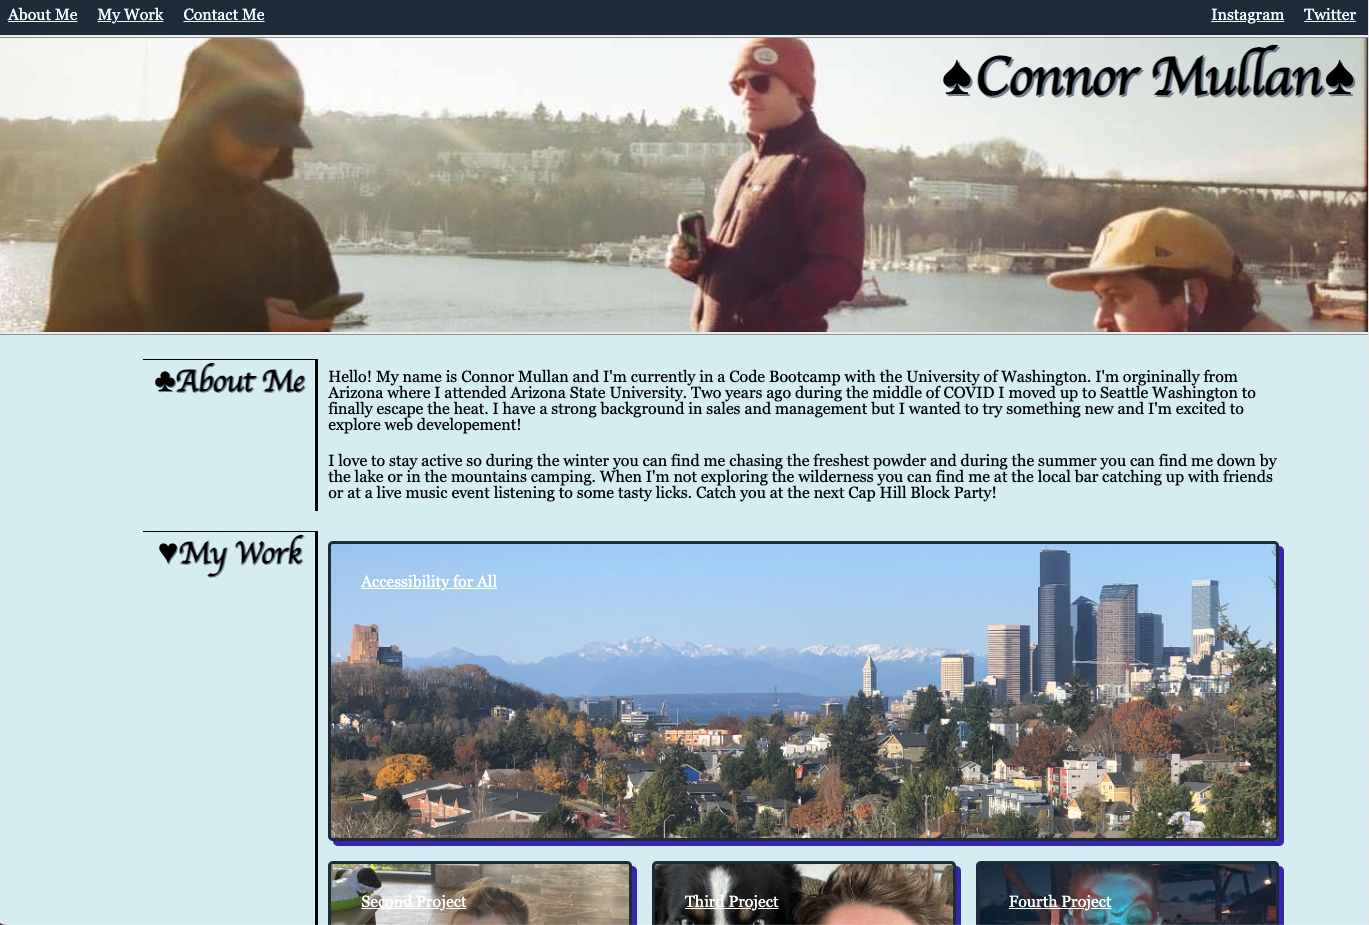 About Me My Work Contact Me Instagram Twitter
♠Connor Mullan♠
♣About Me
Hello! My name is Connor Mullan and I'm currently in a Code Bootcamp with the University of Washington. I'm orgininally from
Arizona where I attended Arizona State University. Two years ago during the middle of COVID I moved up to Seattle Washington to
finally escape the heat. I have a strong background in sales and management but I wanted to try something new and I'm excited to
explore web developement!
I love to stay active so during the winter you can find me chasing the freshest powder and during the summer you can find me down by
the lake or in the mountains camping. When I'm not exploring the wilderness you can find me at the local bar catching up with friends
or at a live music event listening to some tasty licks. Catch you at the next Cap Hill Block Party!
♥My Work
Accessibility for All
Second Project
Third Project
Fourth Project